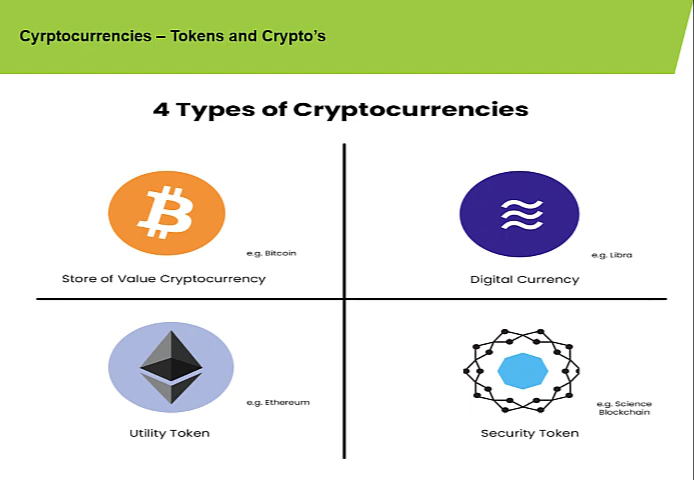 Cyrptocurrencies – Tokens and Crypto's
4 Types of Cryptocurrencies
e.g. Bitcoin
Store of Value Cryptocurrency
e.g. Libra
Digital Currency
e.g. Ethereum
Utility Token
e.g. Science
Blockchain
Security Token